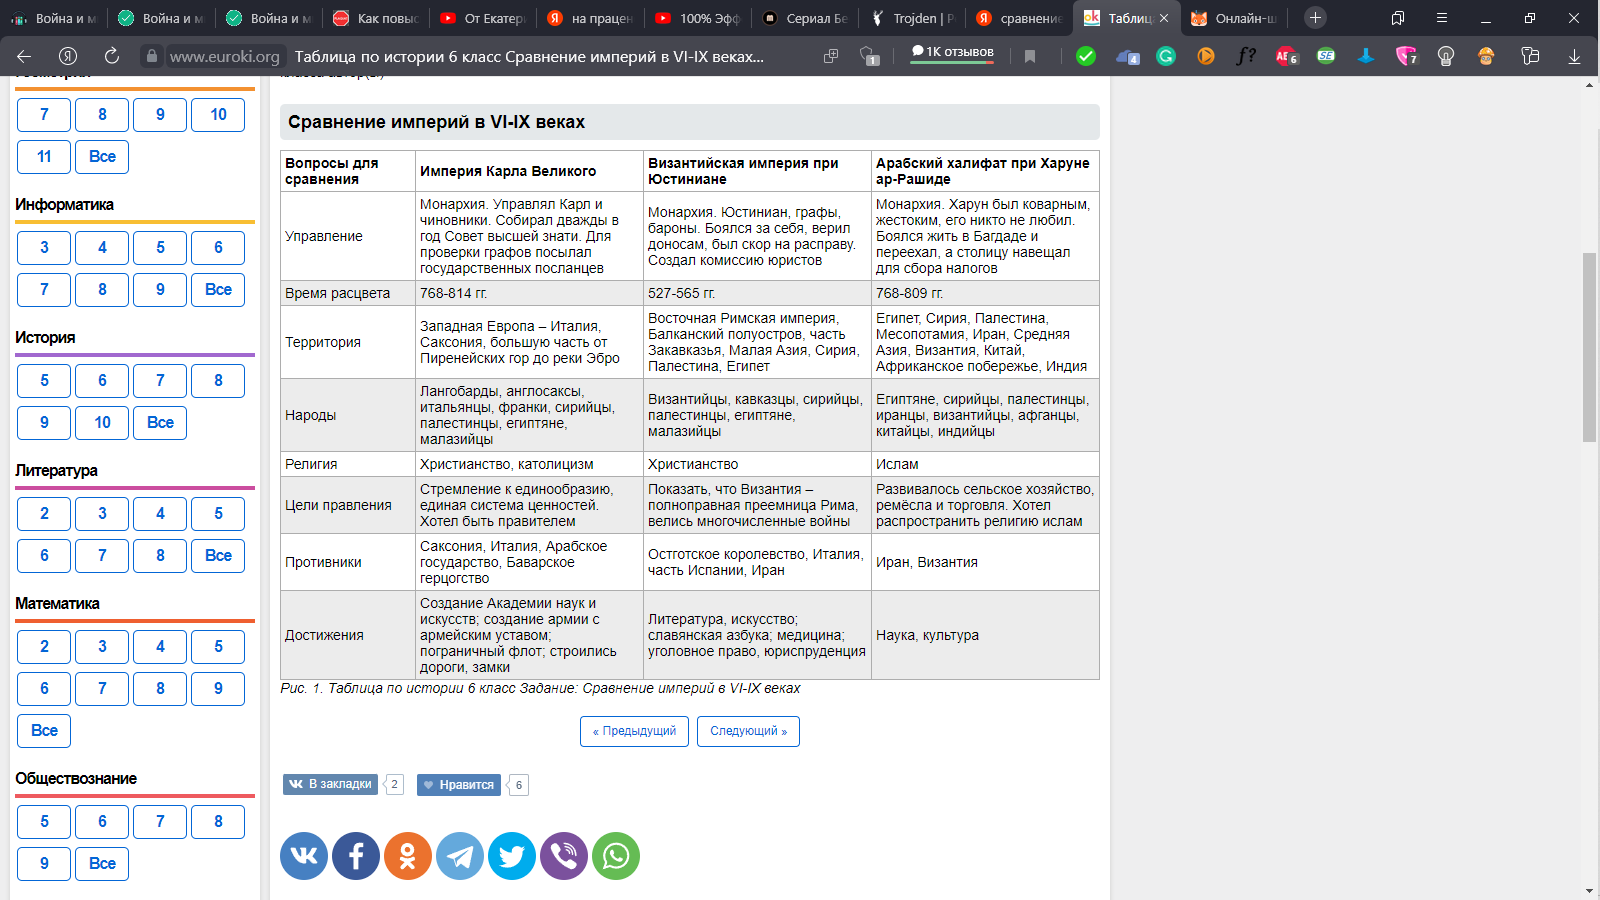 Война и м
Война и м
Война и м
Как повыс
От Екатери
на працен
100% Эфф
Сериал Бе
Trojden | Р
сравнение
Таблиц
Онлайн-ш
www.euroki.org
Таблица по истории 6 класс Сравнение империй в VI-IX веках...
1К отзывов
7 8 9 10
11 Все
Информатика
3 4 5 6
7 8 9 Все
История
5 6 7 8
9 10 Все
Литература
2 3 4 5
6 7 8 Все
Математика
2 3 4 5
6 7 8 9
Все
Обществознание
5 6 7 8
9 Все
Сравнение империй в VI-IX веках
Вопросы для
сравнения
Империя Карла Великого
Византийская империя при
Юстиниане
Арабский халифат при Харуне
ар-Рашиде
Управление
Монархия. Управлял Карл и
чиновники. Собирал дважды в
год Совет высшей знати. Для
проверки графов посылал
государственных посланцев
Монархия. Юстиниан, графы,
бароны. Боялся за себя, верил
доносам, был скор на расправу.
Создал комиссию юристов
Монархия. Харун был коварным,
жестоким, его никто не любил.
Боялся жить в Багдаде и
переехал, а столицу навещал
для сбора налогов
Время расцвета
768-814 гг.
527-565 гг.
768-809 гг.
Территория
Западная Европа – Италия,
Саксония, большую часть от
Пиренейских гор до реки Эбро
Восточная Римская империя,
Балканский полуостров, часть
Закавказья, Малая Азия, Сирия,
Палестина, Египет
Египет, Сирия, Палестина,
Месопотамия, Иран, Средняя
Азия, Византия, Китай,
Африканское побережье, Индия
Народы
Лангобарды, англосаксы,
итальянцы, франки, сирийцы,
палестинцы, египтяне,
малазийцы
Византийцы, кавказцы, сирийцы,
палестинцы, египтяне,
малазийцы
Египтяне, сирийцы, палестинцы,
иранцы, византийцы, афганцы,
китайцы, индийцы
Религия
Христианство, католицизм
Христианство
Ислам
Цели правления
Стремление к единообразию,
единая система ценностей.
Хотел быть правителем
Показать, что Византия –
полноправная преемница Рима,
велись многочисленные войны
Развивалось сельское хозяйство,
ремёсла и торговля. Хотел
распространить религию ислам
Противники
Саксония, Италия, Арабское
государство, Баварское
герцогство
Остготское королевство, Италия,
часть Испании, Иран
Иран, Византия
Достижения
Создание Академии наук и
искусств; создание армии с
армейским уставом;
пограничный флот; строились
дороги, замки
Литература, искусство;
славянская азбука; медицина;
уголовное право, юриспруденция
Наука, культура
Рис. 1. Таблица по истории 6 класс Задание: Сравнение империй в VI-IX веках
« Предыдущий
Следующий »
В закладки 2
Нравится 6